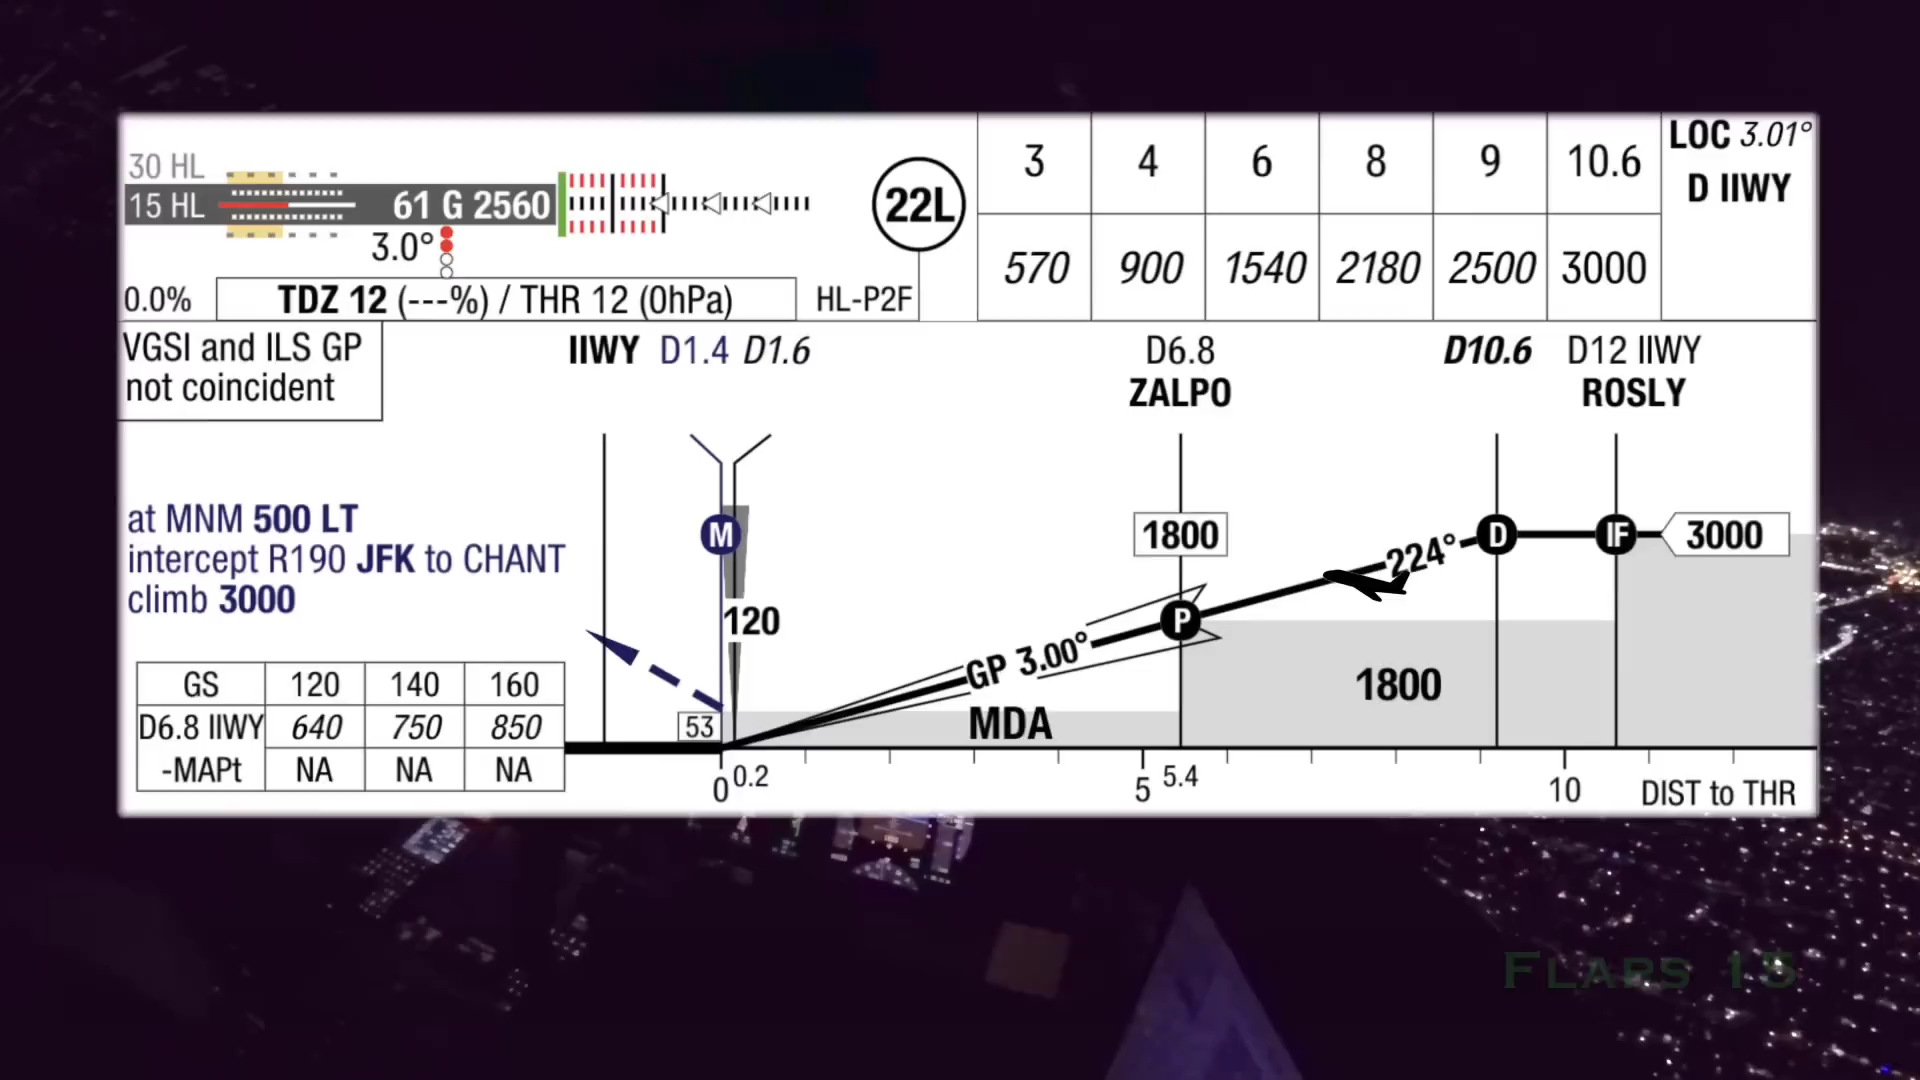 30 HL
15 HL
61 G 2560
3.0°
0.0%
TDZ 12 (---%) / THR 12 (0hPa)
HL-P2F
22L
3 4 6 8 9 10.6
570 900 1540 2180 2500 3000
LOC 3.01°
D IIWY
VGSI and ILS GP
not coincident
IIWY D1.4 D1.6
D6.8
ZALPO
D10.6
D12 IIWY
ROSLY
at MNM 500 LT
intercept R190 JFK to CHANT
climb 3000
M
120
53
GP 3.00°
MDA
P
1800
224°
D
IF
3000
1800
GS 120 140 160
D6.8 IIWY 640 750 850
-MAPt NA NA NA
0 0.2 5 5.4 10 DIST to THR
FLAPS 15